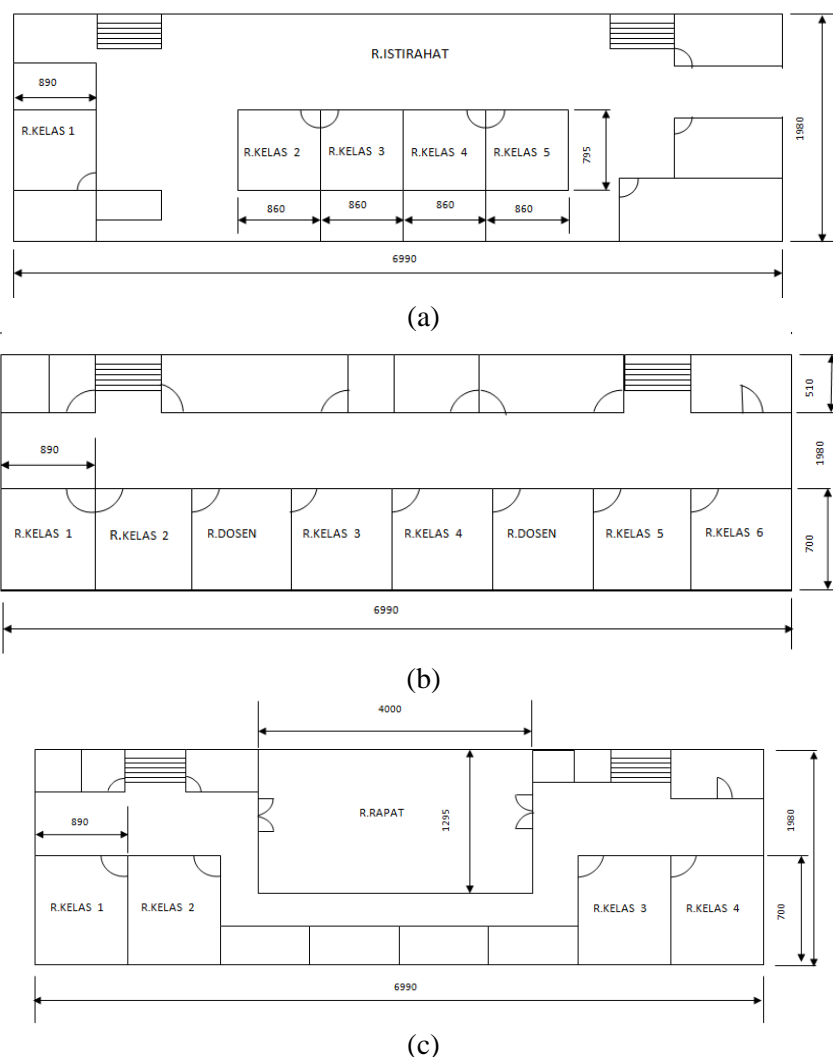 R.ISTIRAHAT
890
R.KELAS 1
R.KELAS 2
R.KELAS 3
R.KELAS 4
R.KELAS 5
795
1980
860
860
860
860
6990
(a)
510
1980
890
R.KELAS 1
R.KELAS 2
R.DOSEN
R.KELAS 3
R.KELAS 4
R.DOSEN
R.KELAS 5
R.KELAS 6
700
6990
(b)
4000
R.RAPAT
1295
1980
890
R.KELAS 1
R.KELAS 2
R.KELAS 3
R.KELAS 4
700
6990
(c)